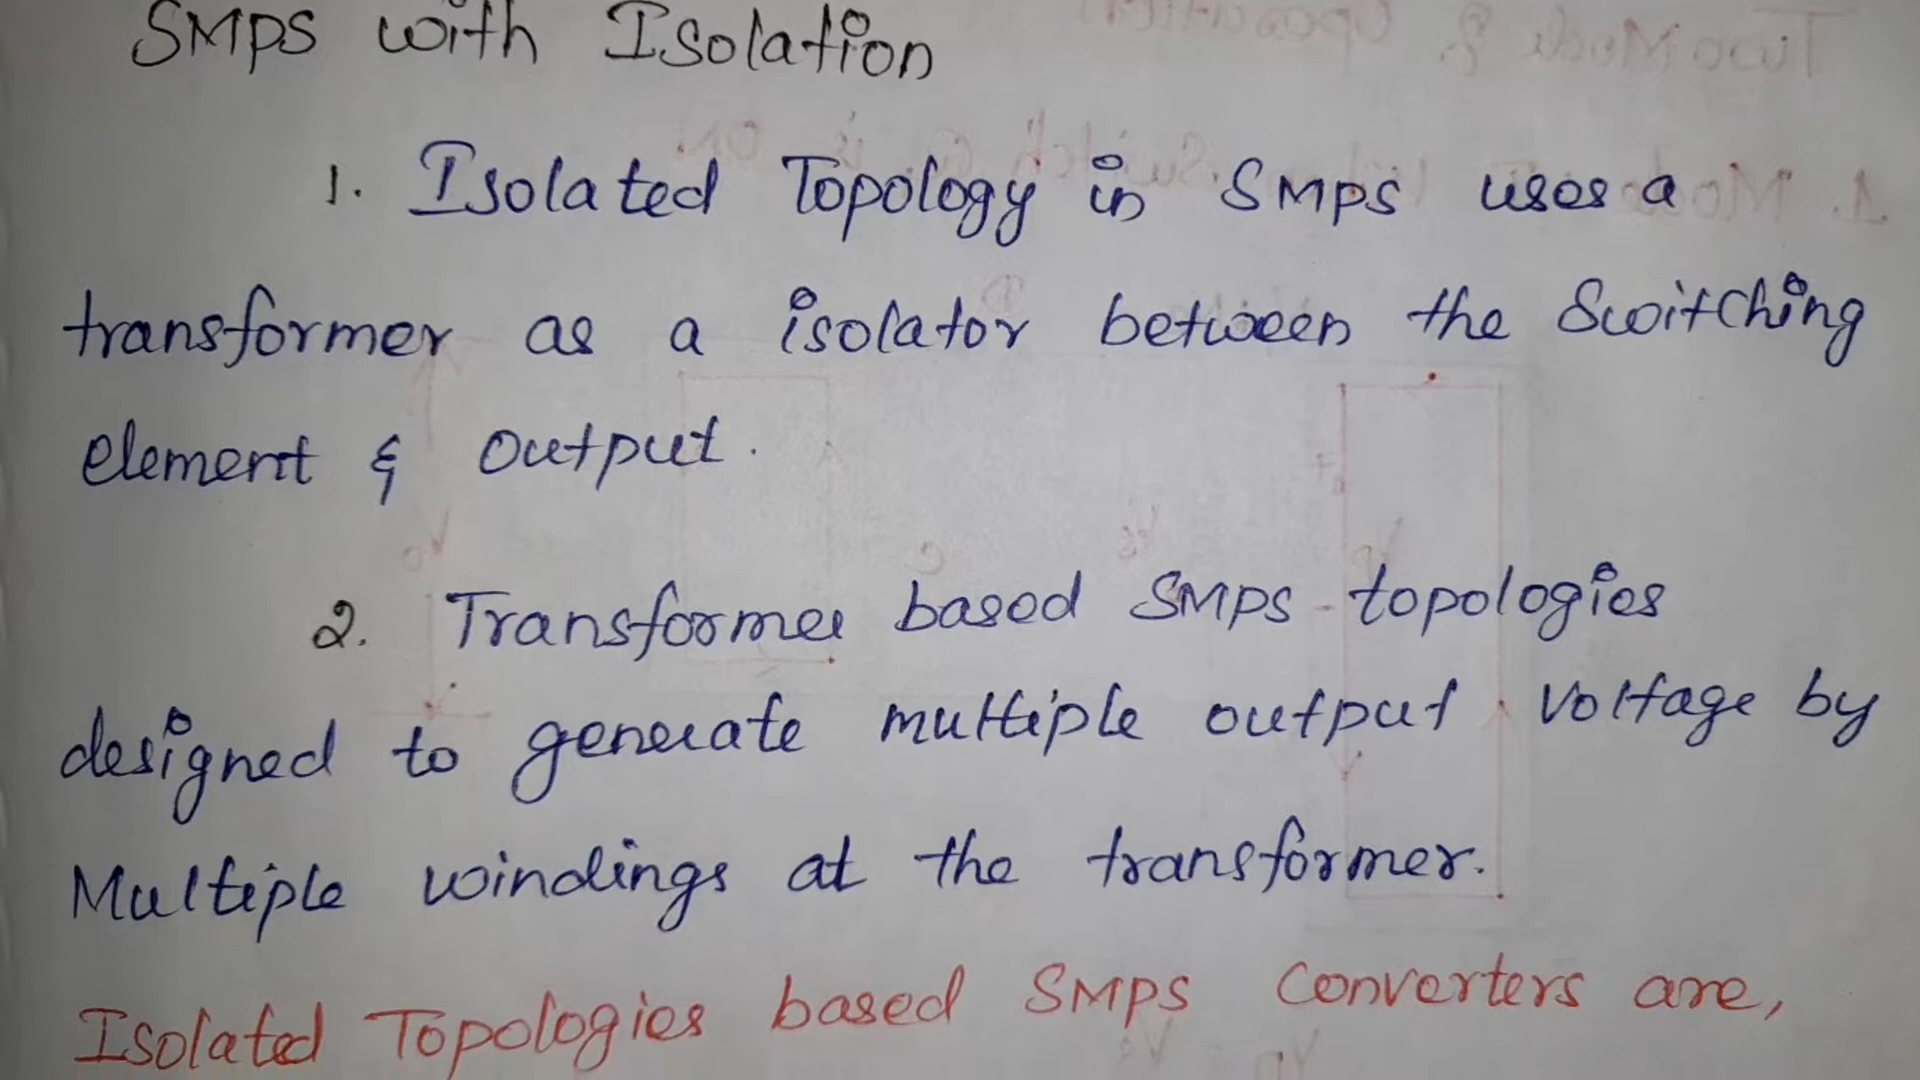 SMPS with Isolation
1. Isolated Topology in SMPS uses a
transformer as a isolator between the Switching
element & output.
2. Transformer based SMPS topologies
designed to generate multiple output Voltage by
Multiple windings at the transformer.
Isolated Topologies based SMPS Converters are,